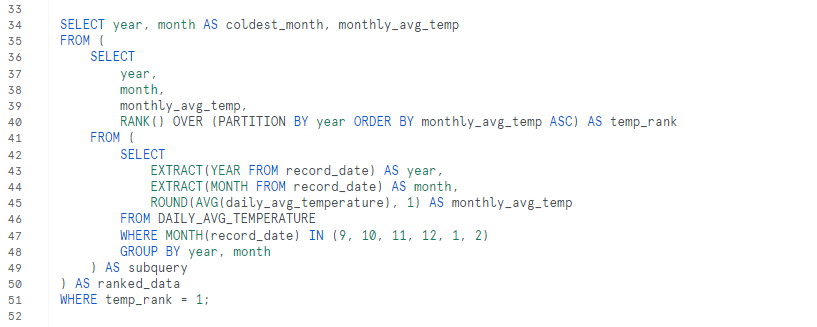 33
34 SELECT year, month AS coldest_month, monthly_avg_temp
35 FROM (
36 SELECT
37 year,
38 month,
39 monthly_avg_temp,
40 RANK() OVER (PARTITION BY year ORDER BY monthly_avg_temp ASC) AS temp_rank
41 FROM (
42 SELECT
43 EXTRACT(YEAR FROM record_date) AS year,
44 EXTRACT(MONTH FROM record_date) AS month,
45 ROUND(AVG(daily_avg_temperature), 1) AS monthly_avg_temp
46 FROM DAILY_AVG_TEMPERATURE
47 WHERE MONTH(record_date) IN (9, 10, 11, 12, 1, 2)
48 GROUP BY year, month
49 ) AS subquery
50 ) AS ranked_data
51 WHERE temp_rank = 1;
52